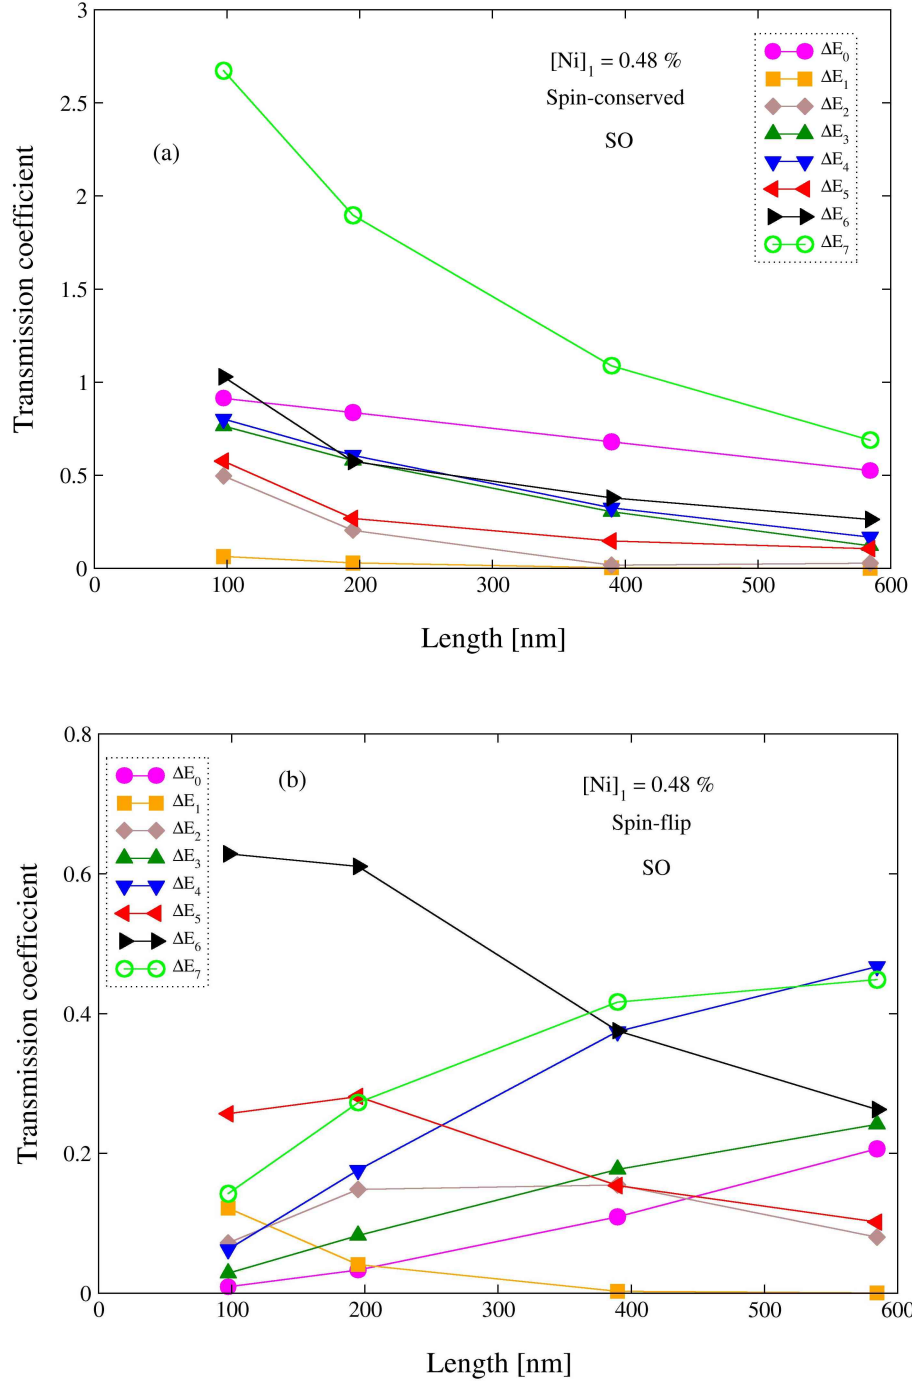 3
2.5
2
1.5
1
0.5
0
Transmission coefficient
(a)
[Ni]₁ = 0.48 %
Spin-conserved
SO
ΔE₀
ΔE₁
ΔE₂
ΔE₃
ΔE₄
ΔE₅
ΔE₆
ΔE₇
0 100 200 300 400 500 600
Length [nm]
0.8
0.6
0.4
0.2
0
Transmission coefficcient
ΔE₀
ΔE₁
ΔE₂
ΔE₃
ΔE₄
ΔE₅
ΔE₆
ΔE₇
(b)
[Ni]₁ = 0.48 %
Spin-flip
SO
0 100 200 300 400 500 600
Length [nm]